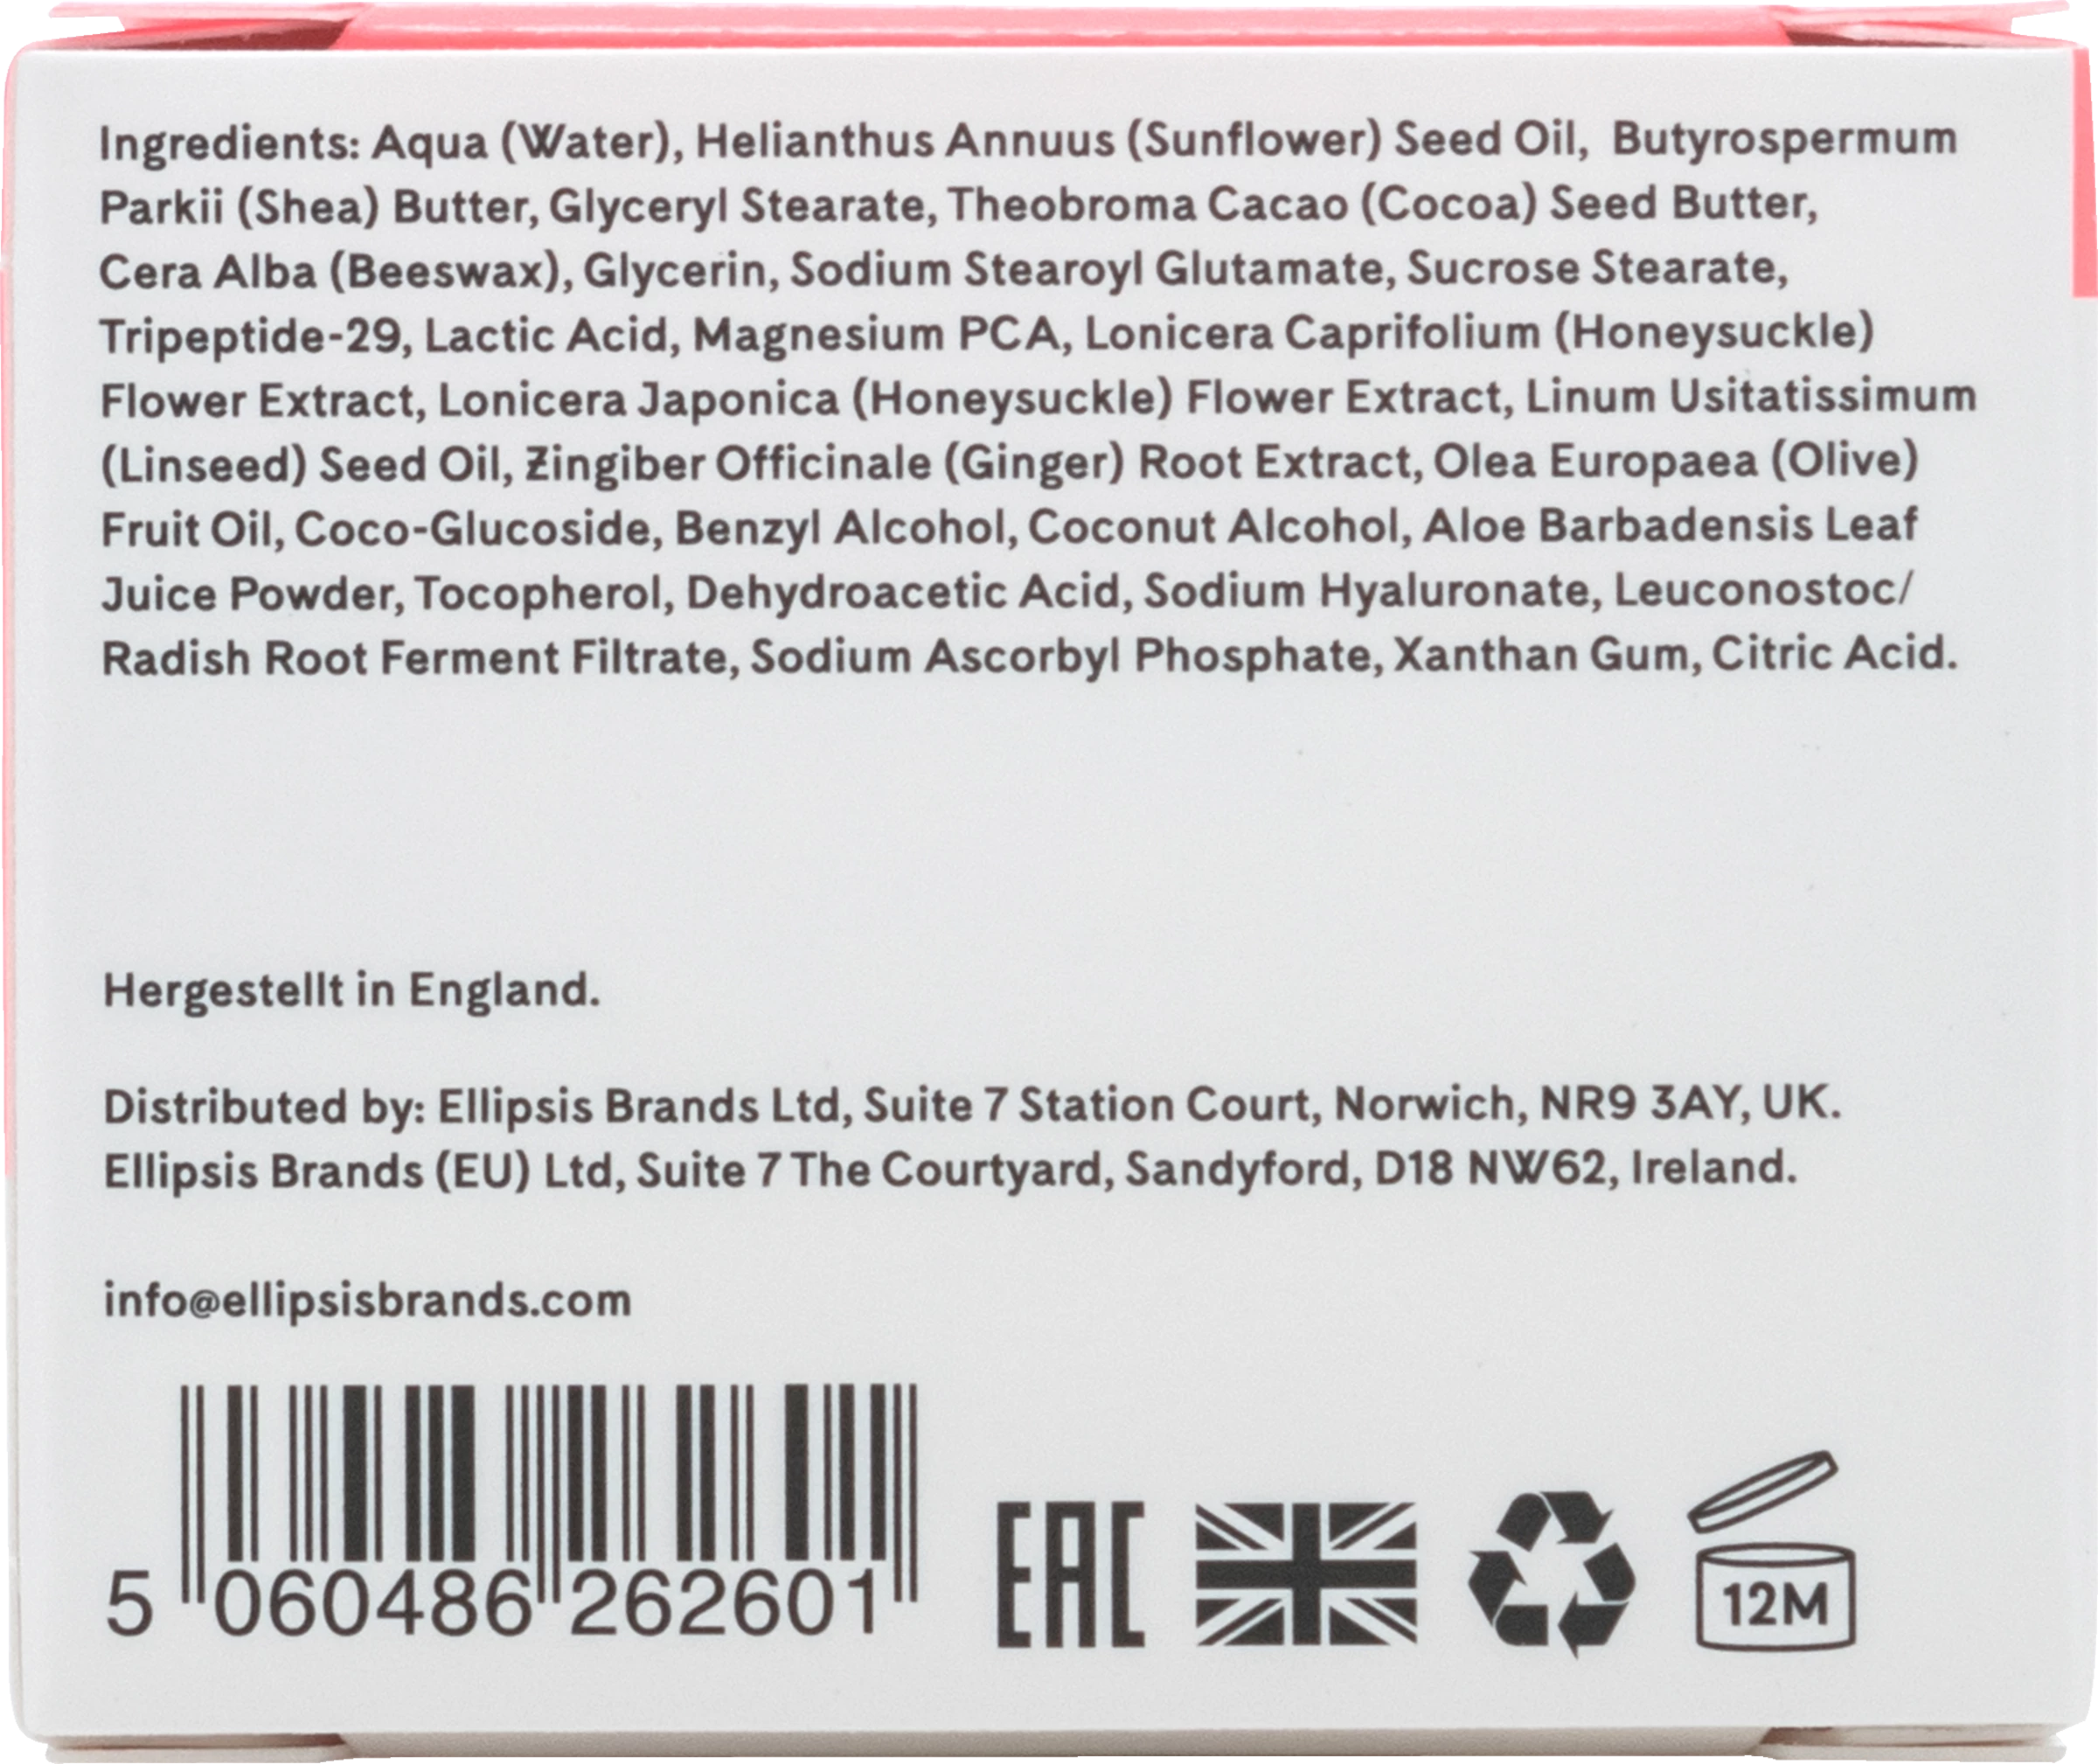 Ingredients: Aqua (Water), Helianthus Annuus (Sunflower) Seed Oil, Butyrospermum
Parkii (Shea) Butter, Glyceryl Stearate, Theobroma Cacao (Cocoa) Seed Butter,
Cera Alba (Beeswax), Glycerin, Sodium Stearoyl Glutamate, Sucrose Stearate,
Tripeptide-29, Lactic Acid, Magnesium PCA, Lonicera Caprifolium (Honeysuckle)
Flower Extract, Lonicera Japonica (Honeysuckle) Flower Extract, Linum Usitatissimum
(Linseed) Seed Oil, Zingiber Officinale (Ginger) Root Extract, Olea Europaea (Olive)
Fruit Oil, Coco-Glucoside, Benzyl Alcohol, Coconut Alcohol, Aloe Barbadensis Leaf
Juice Powder, Tocopherol, Dehydroacetic Acid, Sodium Hyaluronate, Leuconostoc/
Radish Root Ferment Filtrate, Sodium Ascorbyl Phosphate, Xanthan Gum, Citric Acid.
Hergestellt in England.
Distributed by: Ellipsis Brands Ltd, Suite 7 Station Court, Norwich, NR9 3AY, UK.
Ellipsis Brands (EU) Ltd, Suite 7 The Courtyard, Sandyford, D18 NW62, Ireland.
info@ellipsisbrands.com
5 060486 262601
EAC
12M